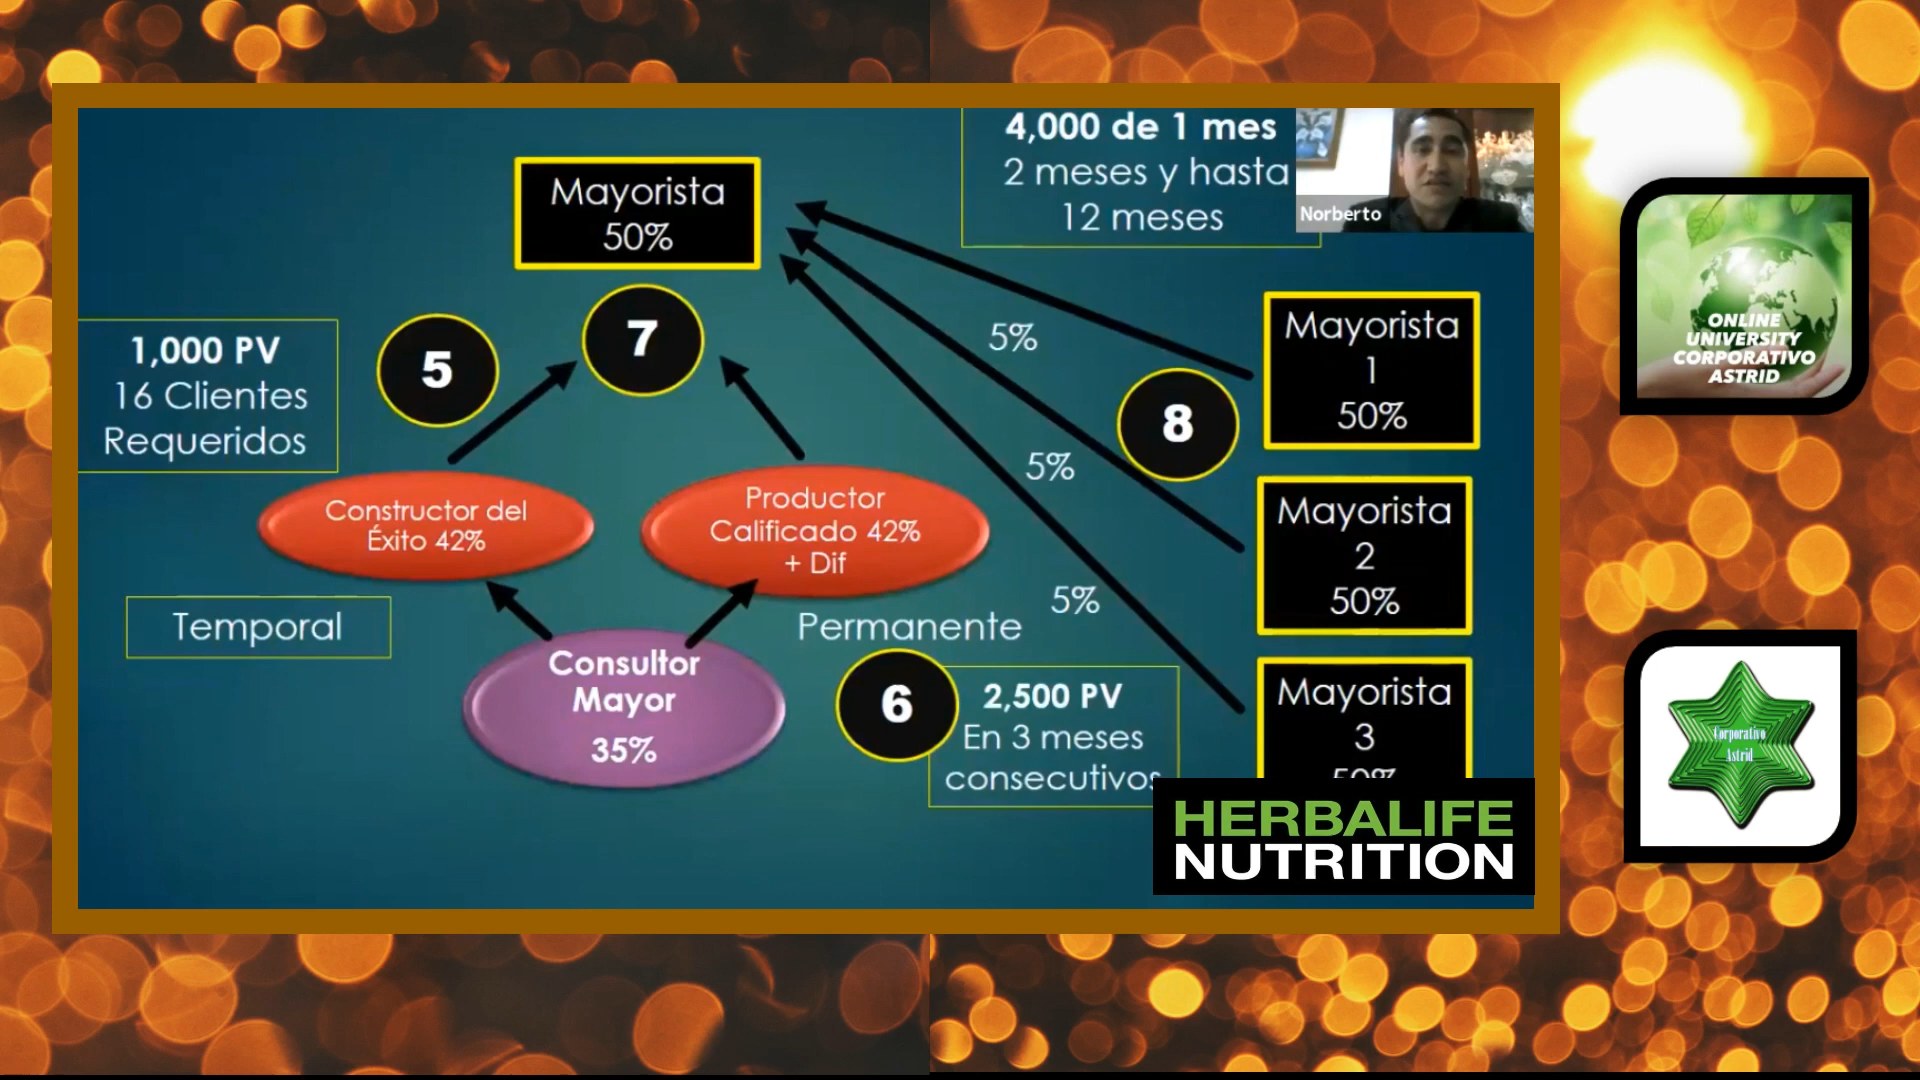 4,000 de 1 mes
2 meses y hasta
12 meses
Norberto
Mayorista
50%
7
5
1,000 PV
16 Clientes
Requeridos
5%
5%
5%
8
Mayorista
1
50%
Mayorista
2
50%
Mayorista
3
50%
Constructor del
Éxito 42%
Productor
Calificado 42%
+ Dif
Temporal
Permanente
Consultor
Mayor
35%
6
2,500 PV
En 3 meses
consecutivos
HERBALIFE
NUTRITION
ONLINE
UNIVERSITY
CORPORATIVO
ASTRID
Corporativo
Astrid